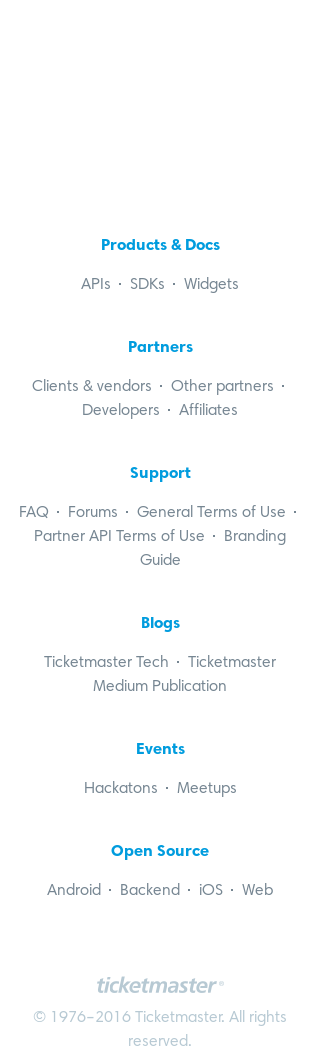 Products & Docs
APIs · SDKs · Widgets
Partners
Clients & vendors · Other partners ·
Developers · Affiliates
Support
FAQ · Forums · General Terms of Use ·
Partner API Terms of Use · Branding
Guide
Blogs
Ticketmaster Tech · Ticketmaster
Medium Publication
Events
Hackatons · Meetups
Open Source
Android · Backend · iOS · Web
ticketmaster®
© 1976–2016 Ticketmaster. All rights
reserved.